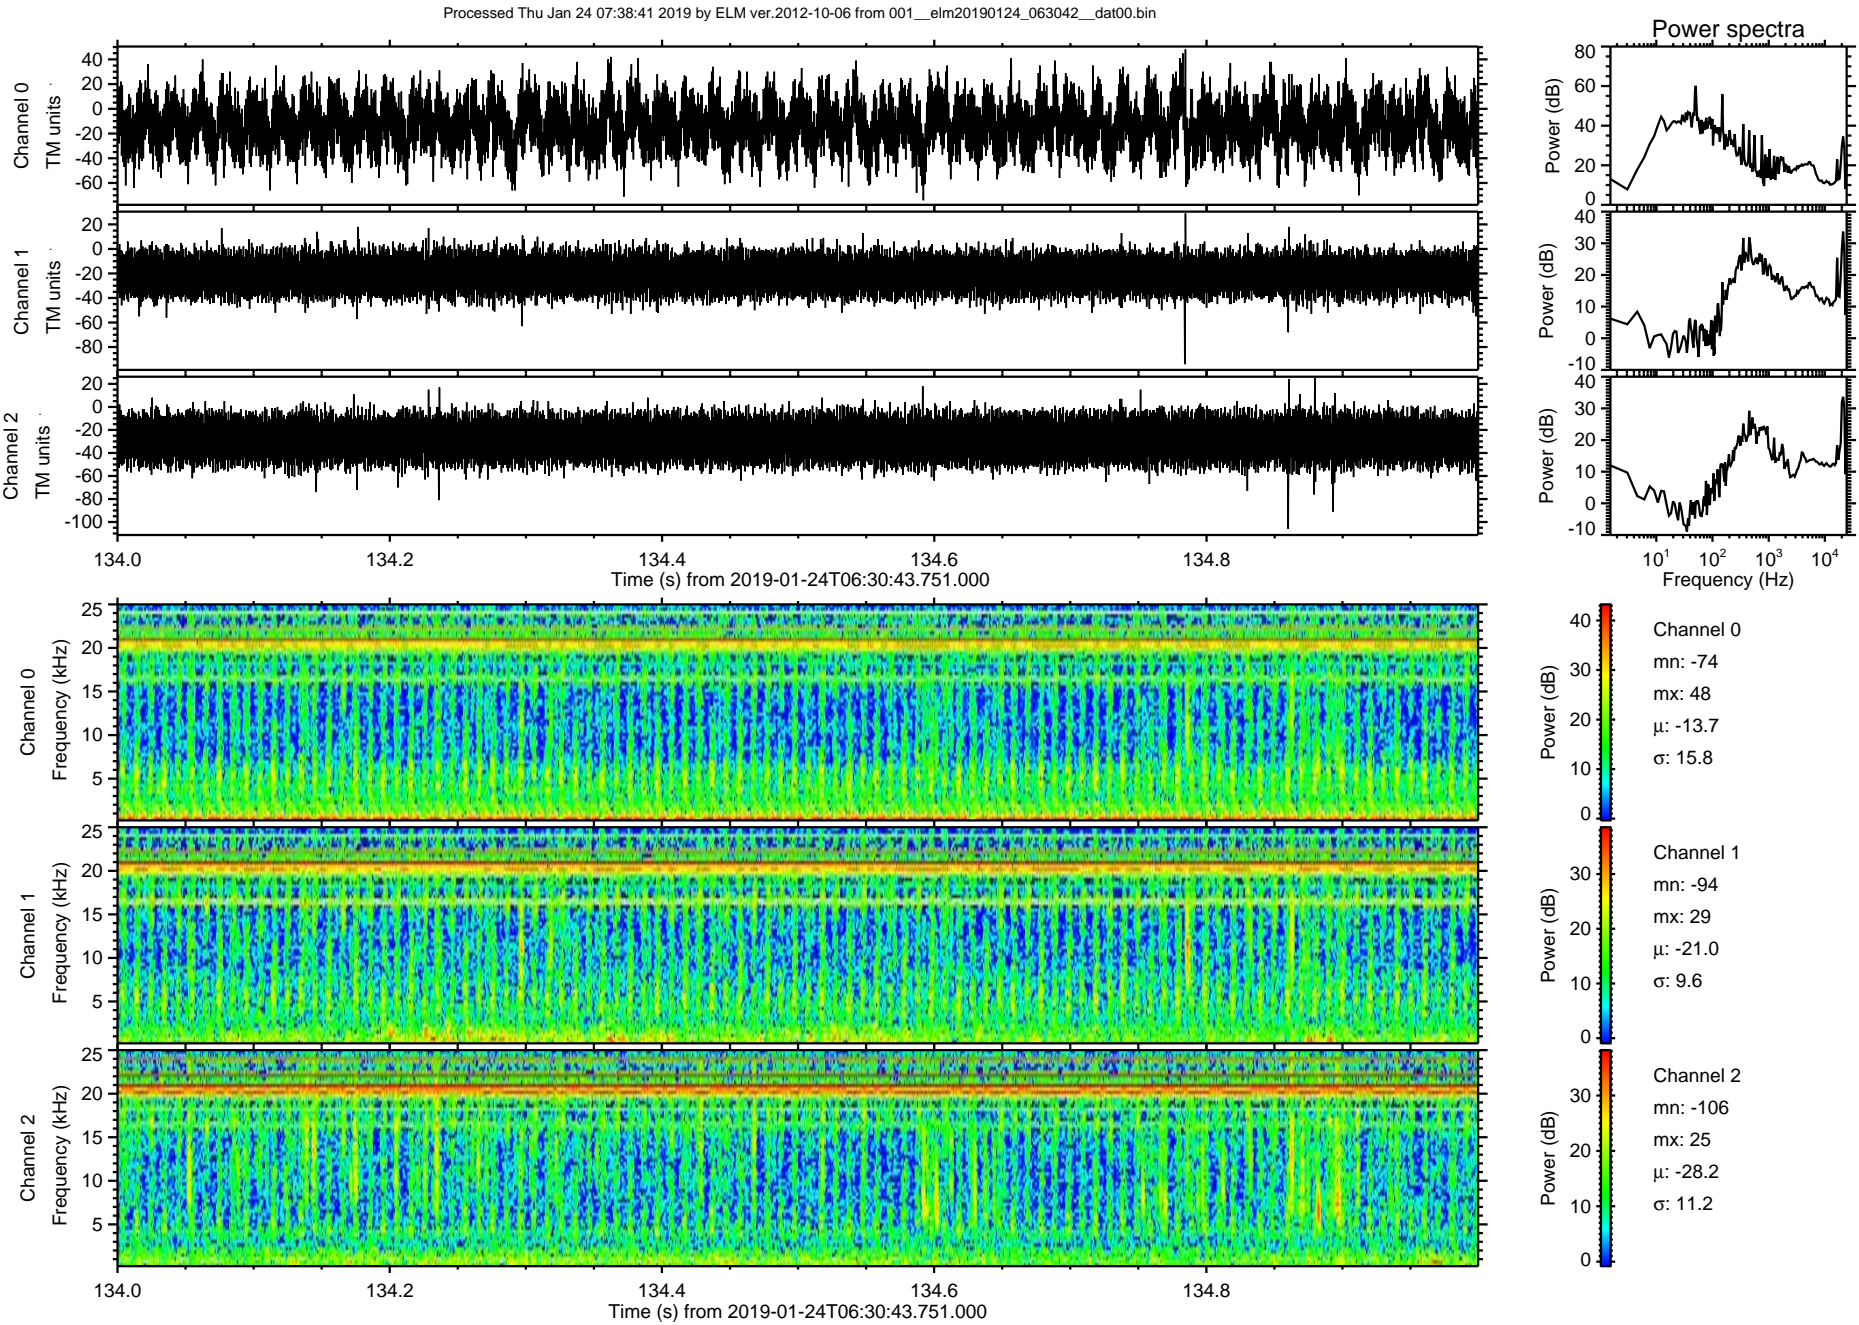 Processed Thu Jan 24 07:38:41 2019 by ELM ver.2012-10-06 from 001__elm20190124_063042__dat00.bin
Power spectra
Channel 0
TM units
40
20
0
-20
-40
-60
Power (dB)
80
60
40
20
0
Channel 1
TM units
20
0
-20
-40
-60
-80
Power (dB)
40
30
20
10
0
-10
Channel 2
TM units
20
0
-20
-40
-60
-80
-100
Power (dB)
40
30
20
10
0
-10
134.0 134.2 134.4 134.6 134.8
Time (s) from 2019-01-24T06:30:43.751.000
10^1 10^2 10^3 10^4
Frequency (Hz)
Channel 0
Frequency (kHz)
25
20
15
10
5
Power (dB)
40
30
20
10
0
Channel 0
mn: -74
mx: 48
μ: -13.7
σ: 15.8
Channel 1
Frequency (kHz)
25
20
15
10
5
Power (dB)
30
20
10
0
Channel 1
mn: -94
mx: 29
μ: -21.0
σ: 9.6
Channel 2
Frequency (kHz)
25
20
15
10
5
Power (dB)
30
20
10
0
Channel 2
mn: -106
mx: 25
μ: -28.2
σ: 11.2
134.0 134.2 134.4 134.6 134.8
Time (s) from 2019-01-24T06:30:43.751.000